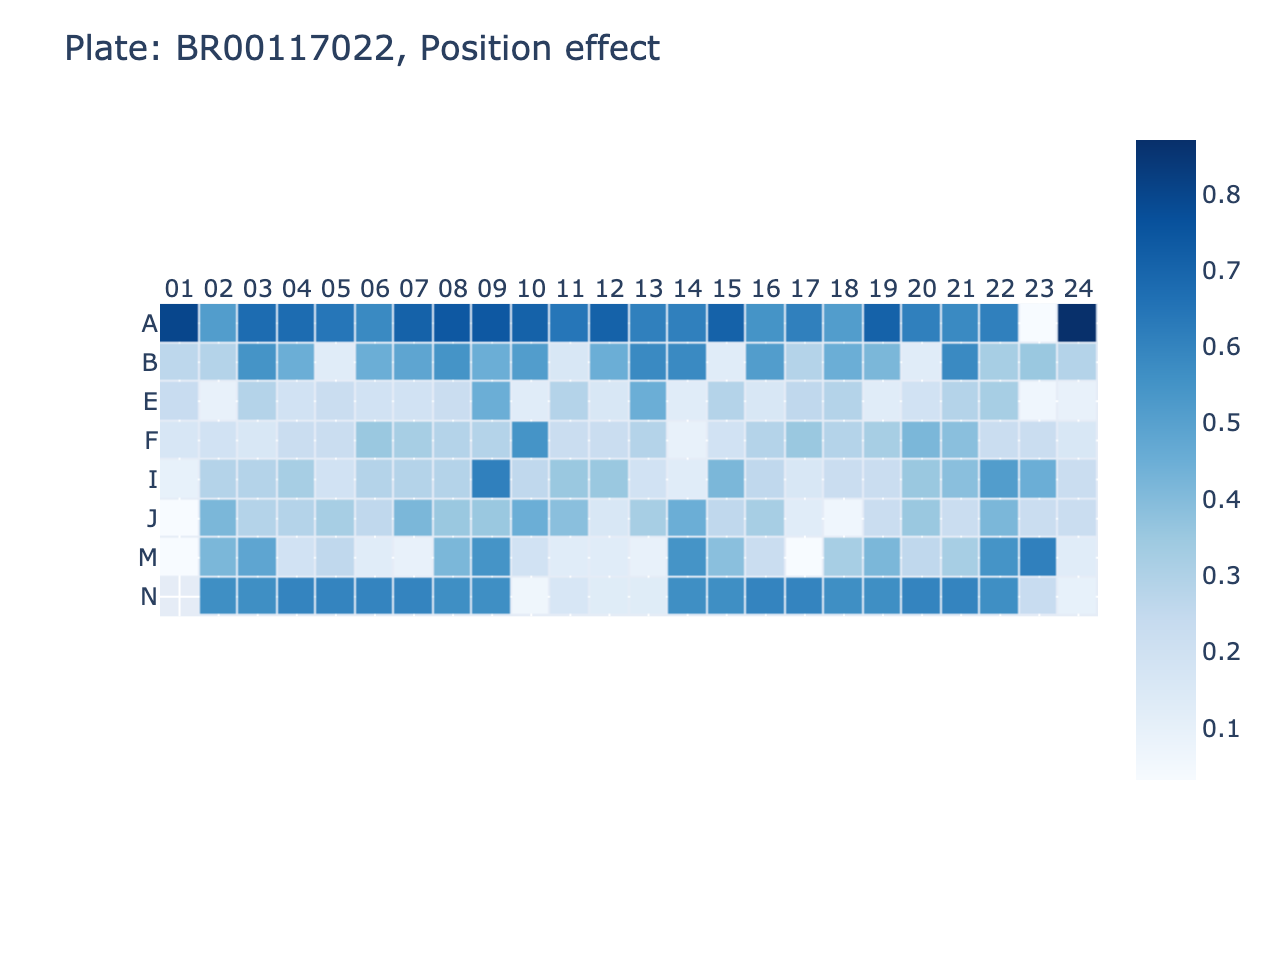 Plate: BR00117022, Position effect
01 02 03 04 05 06 07 08 09 10 11 12 13 14 15 16 17 18 19 20 21 22 23 24
A
B
E
F
I
J
M
N
0.8
0.7
0.6
0.5
0.4
0.3
0.2
0.1